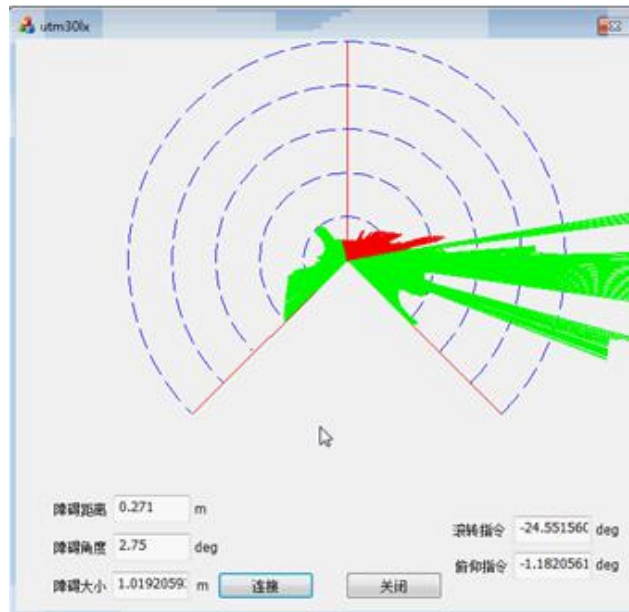 utm30lx
障碍距离 0.271 m
滚转指令 -24.55156( deg
障碍角度 2.75 deg
俯仰指令 -1.1820561 deg
障碍大小 1.0192059 m 连接 关闭